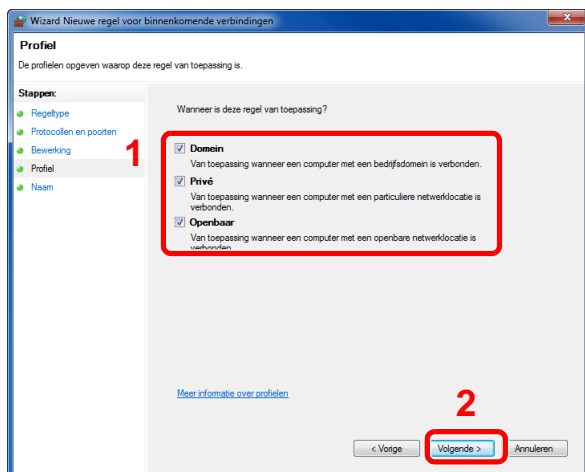 Wizard Nieuwe regel voor binnenkomende verbindingen
Profiel
De profielen opgeven waarop deze regel van toepassing is.
Stappen:
Regeltype
Protocollen en poorten
Bewerking
Profiel
Naam
Wanneer is deze regel van toepassing?
1
Domein
Van toepassing wanneer een computer met een bedrijfsdomein is verbonden.
Privé
Van toepassing wanneer een computer met een particuliere netwerklocatie is
verbonden.
Openbaar
Van toepassing wanneer een computer met een openbare netwerklocatie is
verbonden.
Meer informatie over profielen
2
< Vorige Volgende > Annuleren